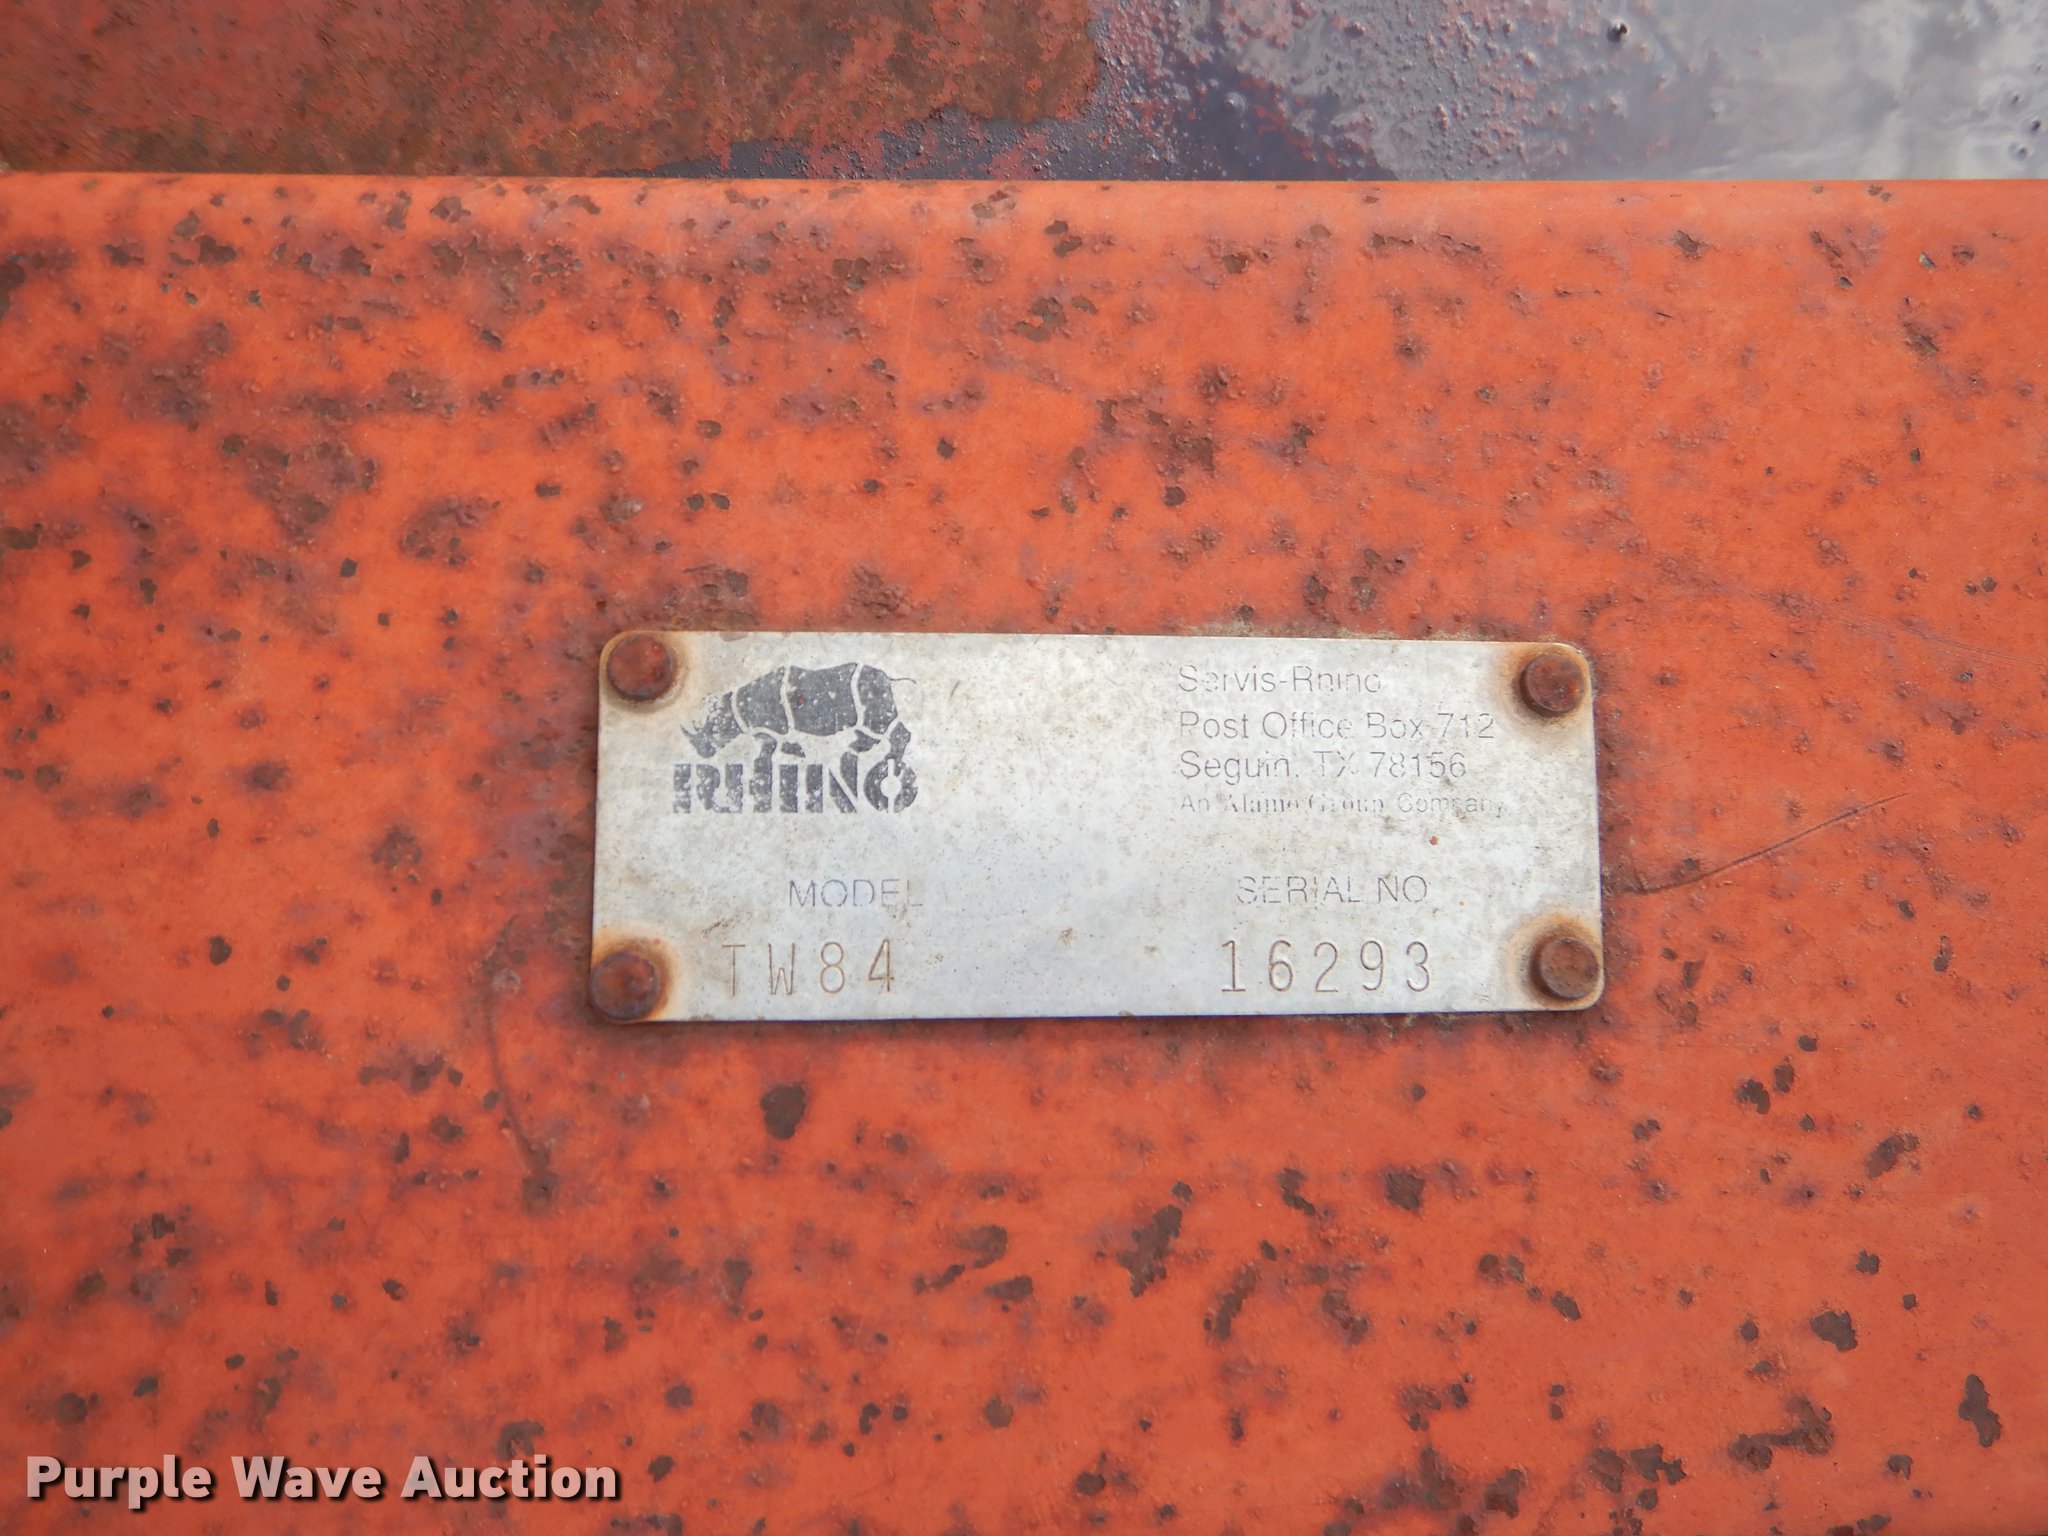 RHINO
Servis-Rhino
Post Office Box 712
Seguin, TX 78156
An Alamo Group Company
MODEL
SERIAL NO
TW84
16293
Purple Wave Auction